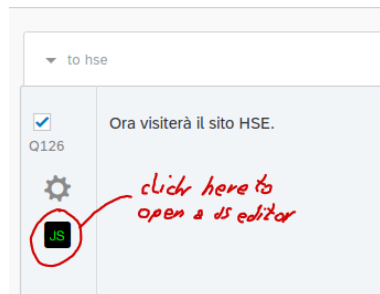 to hse
Ora visiterà il sito HSE.
Q126
click here to
open a JS editor
JS